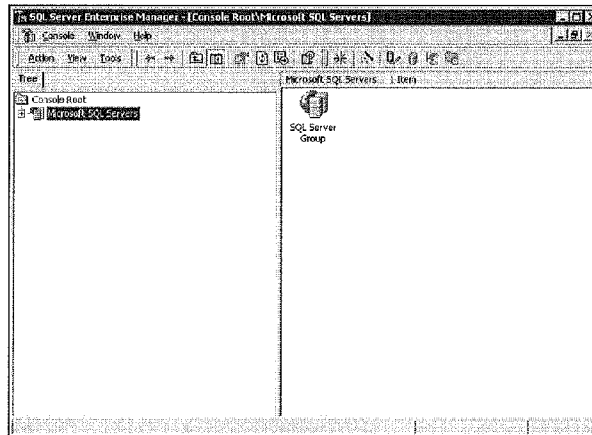 SQL Server Enterprise Manager - [Console Root\Microsoft SQL Servers]
Console Window Help
Action View Tools
Tree
Microsoft SQL Servers 1 Item
Console Root
Microsoft SQL Servers
SQL Server
Group